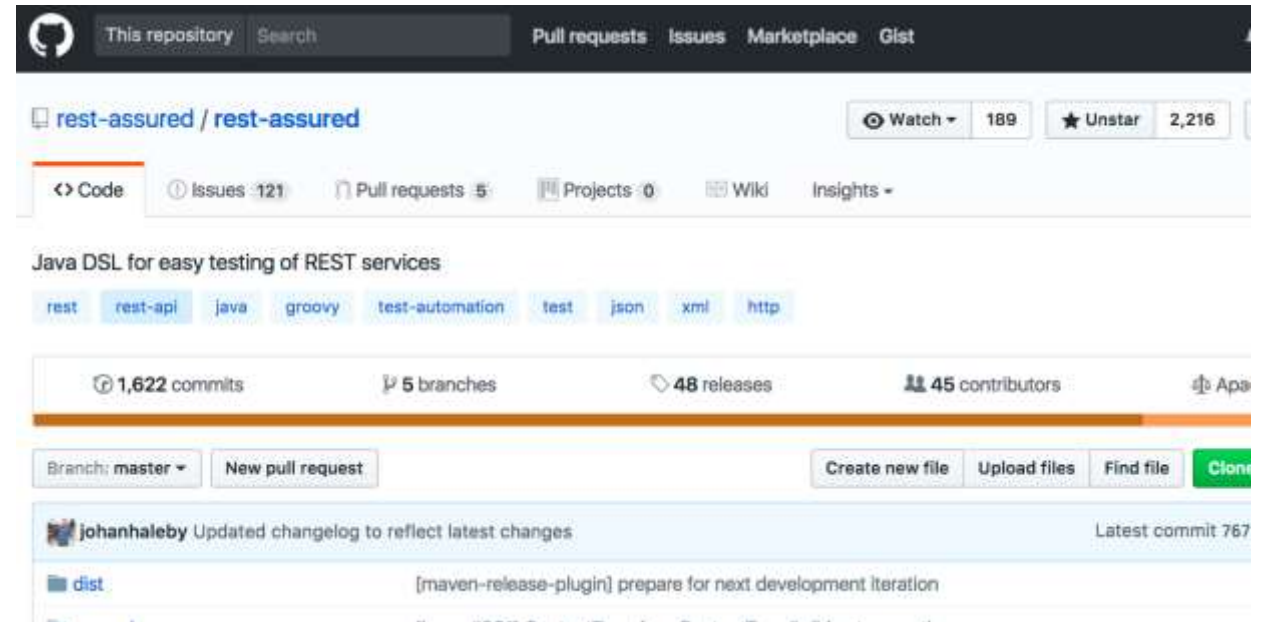 This repository Search Pull requests Issues Marketplace Gist
rest-assured / rest-assured Watch 189 Unstar 2,216
Code Issues 121 Pull requests 5 Projects 0 Wiki Insights
Java DSL for easy testing of REST services
rest rest-api java groovy test-automation test json xml http
1,622 commits 5 branches 48 releases 45 contributors
Branch: master New pull request Create new file Upload files Find file Clone
johanhaleby Updated changelog to reflect latest changes Latest commit 767
dist [maven-release-plugin] prepare for next development iteration